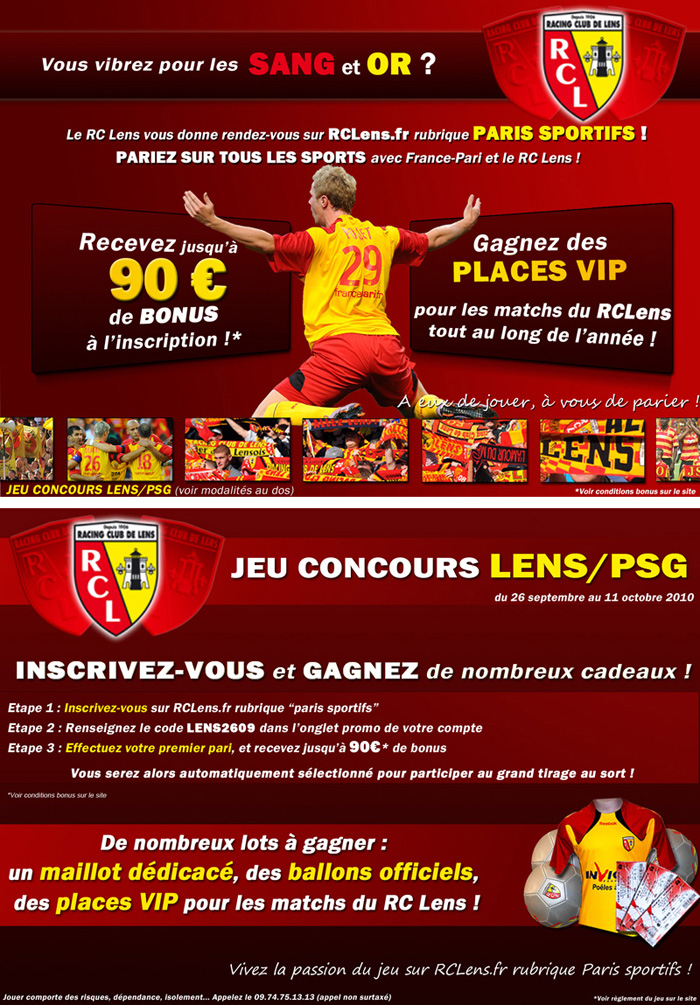 Vous vibrez pour les SANG et OR ?
Depuis 1906
RACING CLUB DE LENS
RCL
Le RC Lens vous donne rendez-vous sur RCLens.fr rubrique PARIS SPORTIFS !
PARIEZ SUR TOUS LES SPORTS avec France-Pari et le RC Lens !
Recevez jusqu'à
90 €
de BONUS
à l'inscription !*
29
Gagnez des
PLACES VIP
pour les matchs du RCLens
tout au long de l'année !
A eux de jouer, à vous de parier !
26
18
Lensois
LENS
JEU CONCOURS LENS/PSG (voir modalités au dos)
*Voir conditions bonus sur le site
Depuis 1906
RACING CLUB DE LENS
RCL
JEU CONCOURS LENS/PSG
du 26 septembre au 11 octobre 2010
INSCRIVEZ-VOUS et GAGNEZ de nombreux cadeaux !
Etape 1 : Inscrivez-vous sur RCLens.fr rubrique “paris sportifs”
Etape 2 : Renseignez le code LENS2609 dans l'onglet promo de votre compte
Etape 3 : Effectuez votre premier pari, et recevez jusqu'à 90€* de bonus
Vous serez alors automatiquement sélectionné pour participer au grand tirage au sort !
*Voir conditions bonus sur le site
De nombreux lots à gagner :
un maillot dédicacé, des ballons officiels,
des places VIP pour les matchs du RC Lens !
Reebok
Poêles
Vivez la passion du jeu sur RCLens.fr rubrique Paris sportifs !
Jouer comporte des risques, dépendance, isolement... Appelez le 09.74.75.13.13 (appel non surtaxé)
*Voir réglement du jeu sur le site